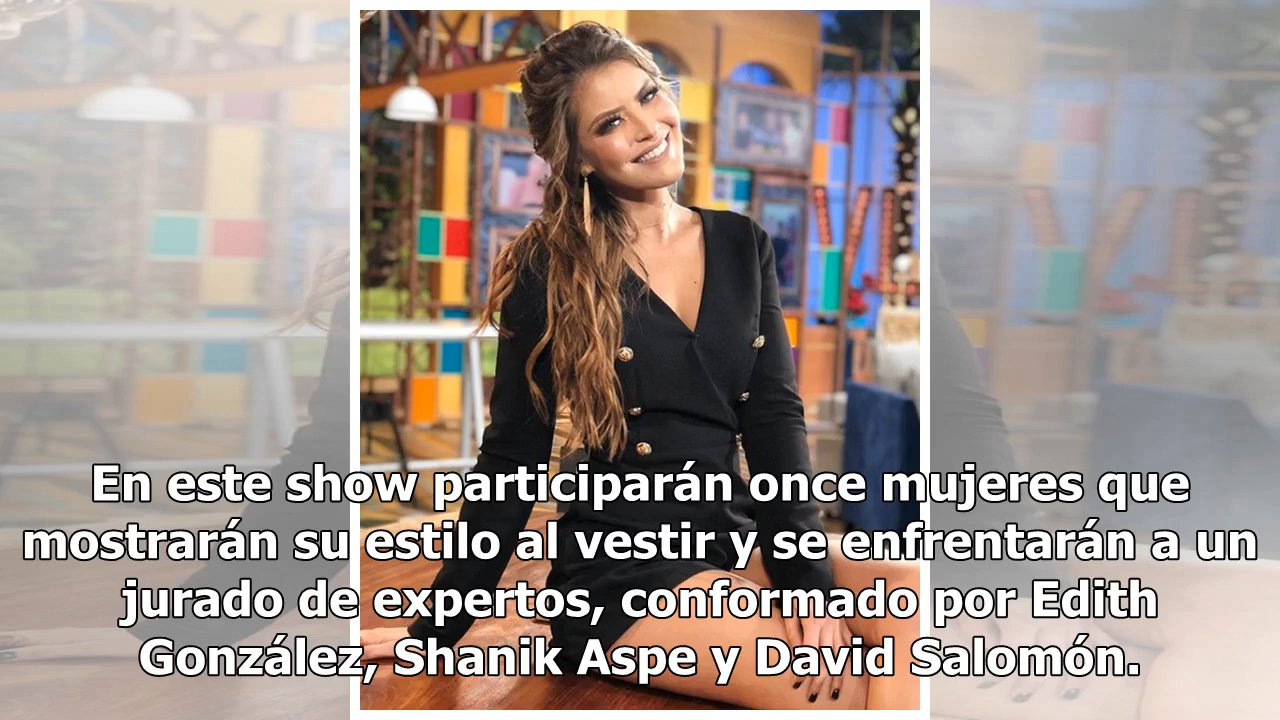 En este show participarán once mujeres que
mostrarán su estilo al vestir y se enfrentarán a un
jurado de expertos, conformado por Edith
González, Shanik Aspe y David Salomón.